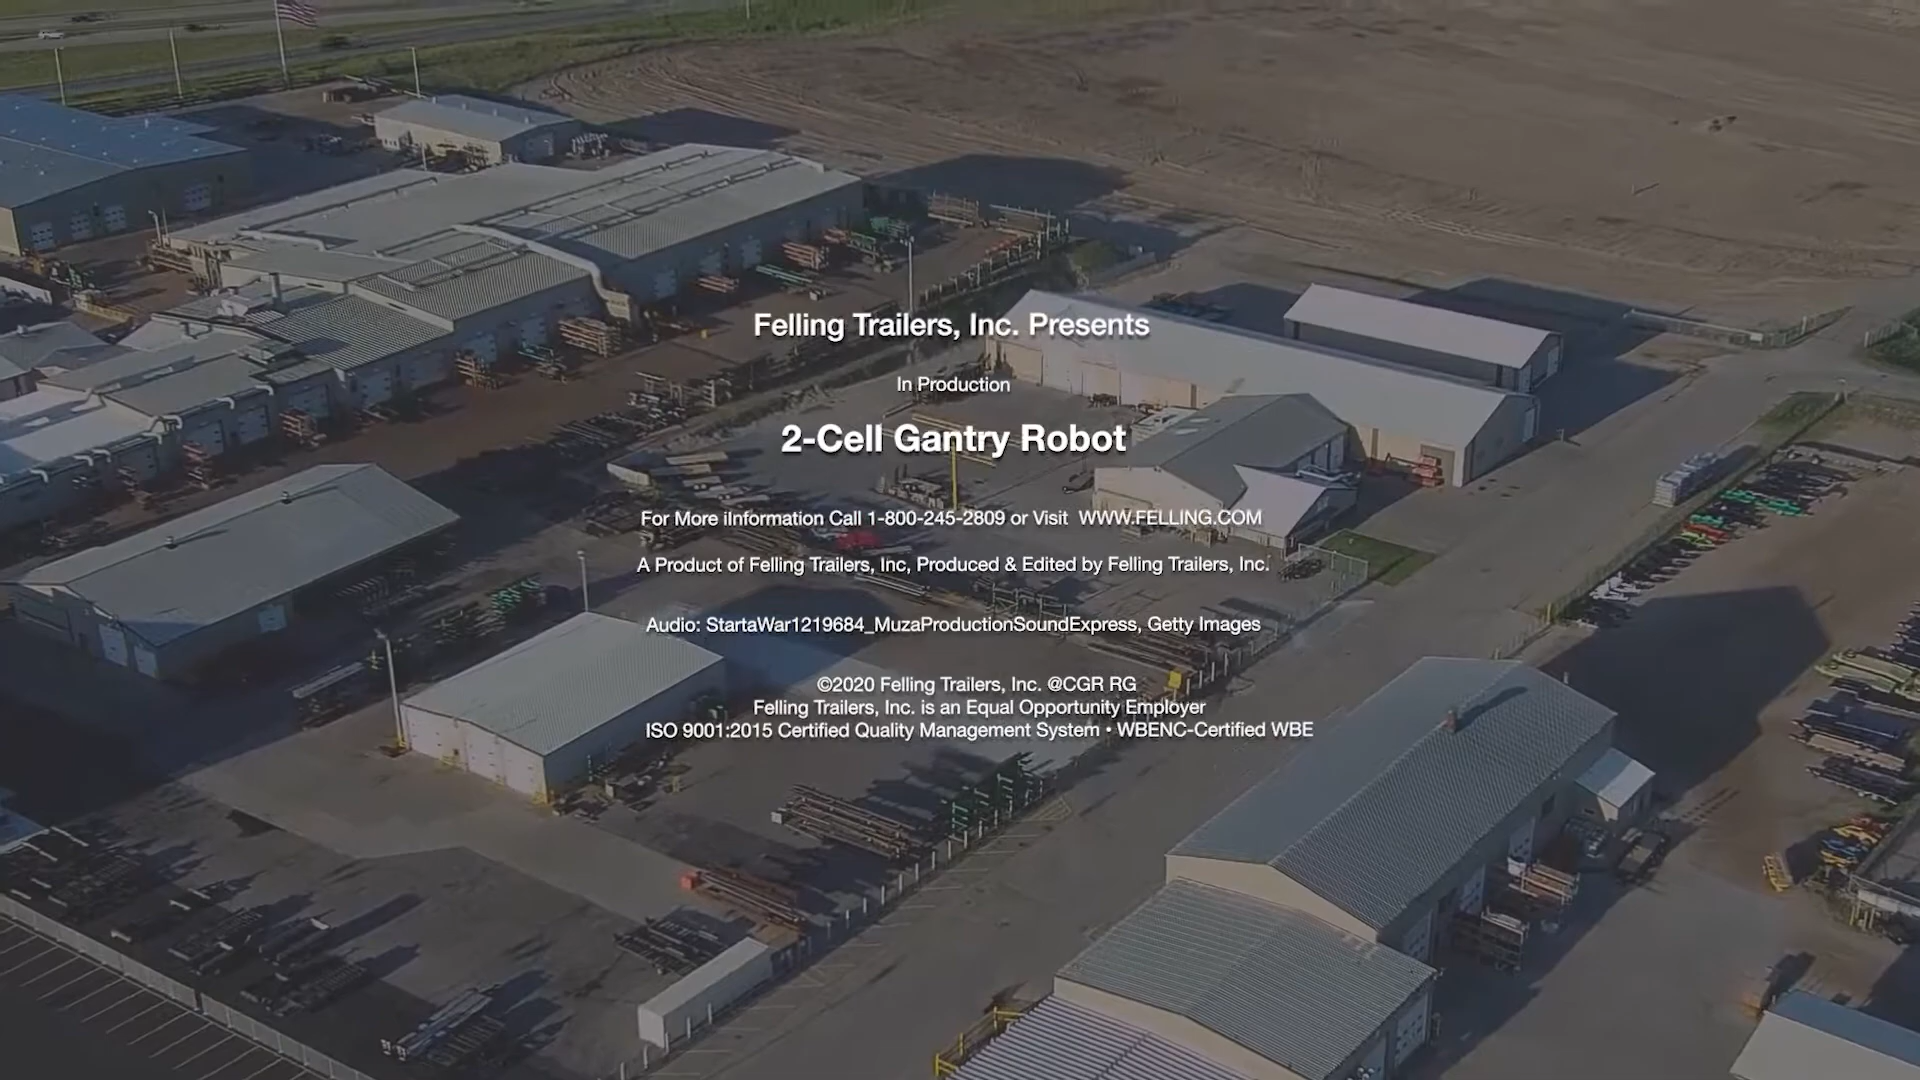 Felling Trailers, Inc. Presents
In Production
2-Cell Gantry Robot
For More iInformation Call 1-800-245-2809 or Visit WWW.FELLING.COM
A Product of Felling Trailers, Inc, Produced & Edited by Felling Trailers, Inc.
Audio: StartaWar1219684_MuzaProductionSoundExpress, Getty Images
©2020 Felling Trailers, Inc. @CGR RG
Felling Trailers, Inc. is an Equal Opportunity Employer
ISO 9001:2015 Certified Quality Management System • WBENC-Certified WBE